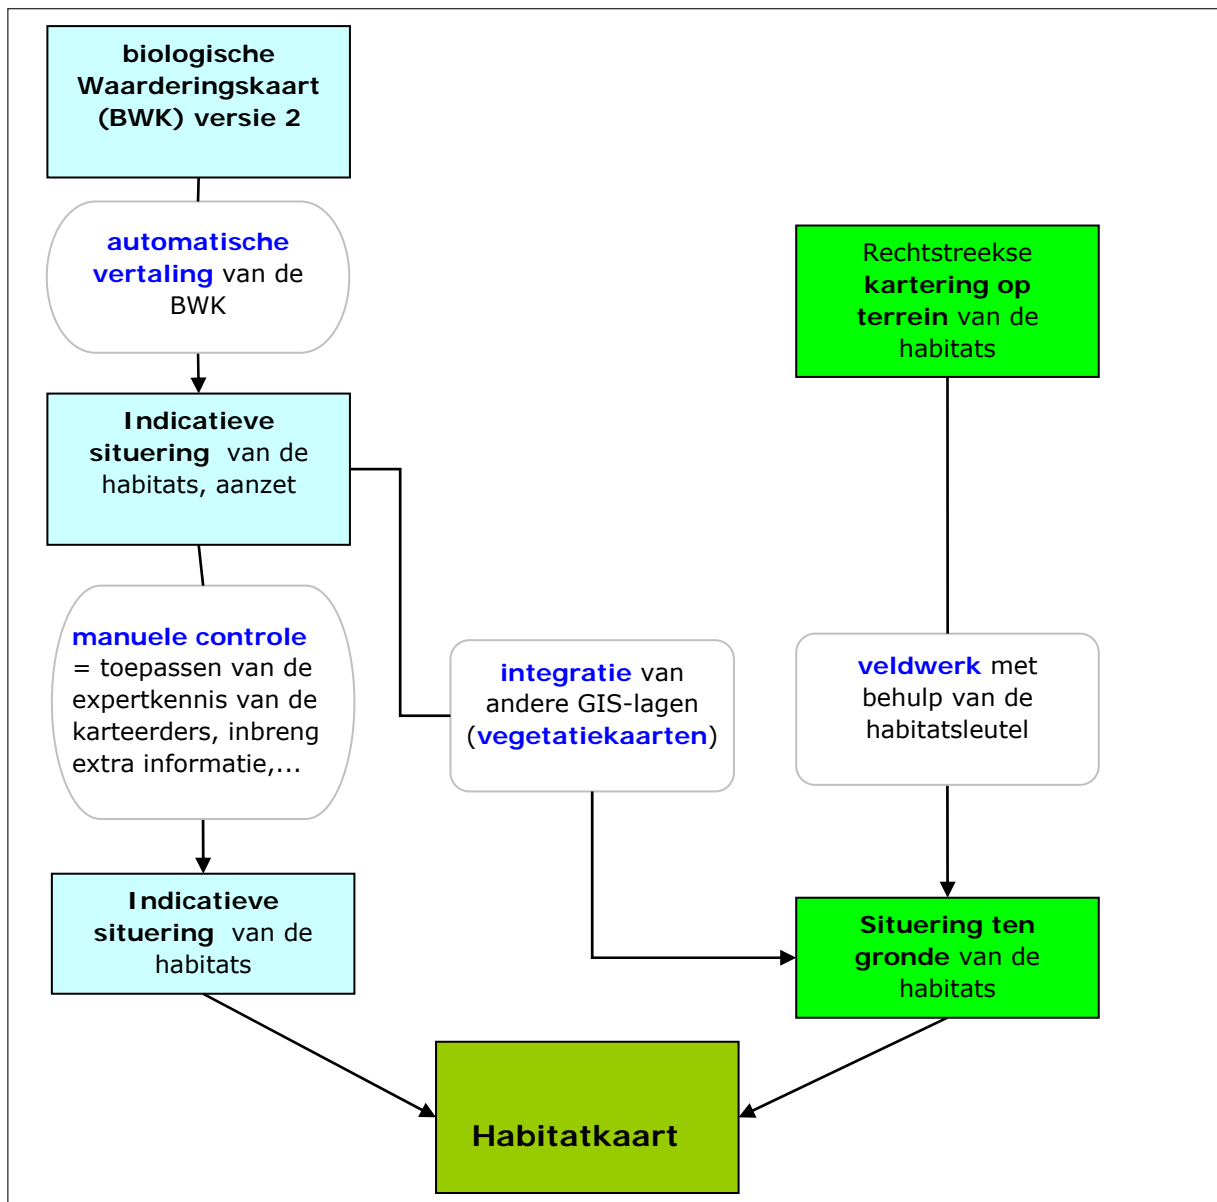 biologische
Waarderingskaart
(BWK) versie 2
automatische
vertaling van de
BWK
Rechtstreekse
kartering op
terrein van de
habitats
Indicatieve
situering van de
habitats, aanzet
manuele controle
= toepassen van de
expertkennis van de
karteerders, inbreng
extra informatie,...
integratie van
andere GIS-lagen
(vegetatiekaarten)
veldwerk met
behulp van de
habitatsleutel
Indicatieve
situering van de
habitats
Situering ten
gronde van de
habitats
Habitatkaart